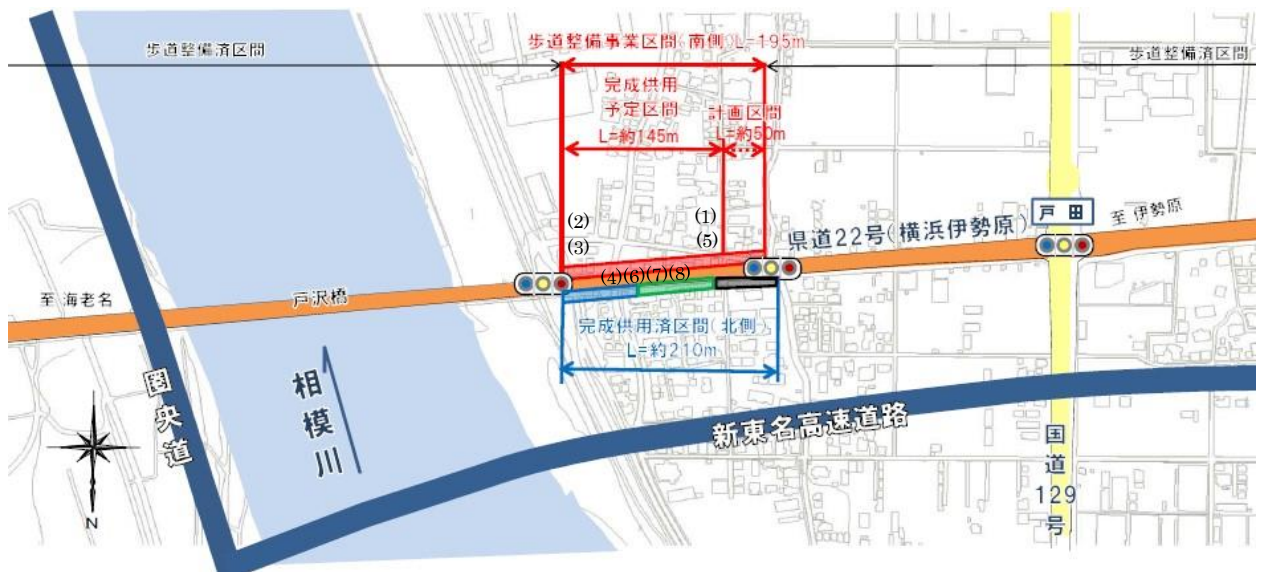 歩道整備済区間
歩道整備事業区間(南側)L=195m
歩道整備済区間
完成供用
予定区間
L=約145m
計画区間
L=約50m
(2)
(3)
(1)
(5)
戸田
至 伊勢原
県道22号(横浜伊勢原)
(4)(6)(7)(8)
至 海老名
戸沢橋
完成供用済区間(北側)
L=約210m
圏央道
相模川
新東名高速道路
国道129号
N